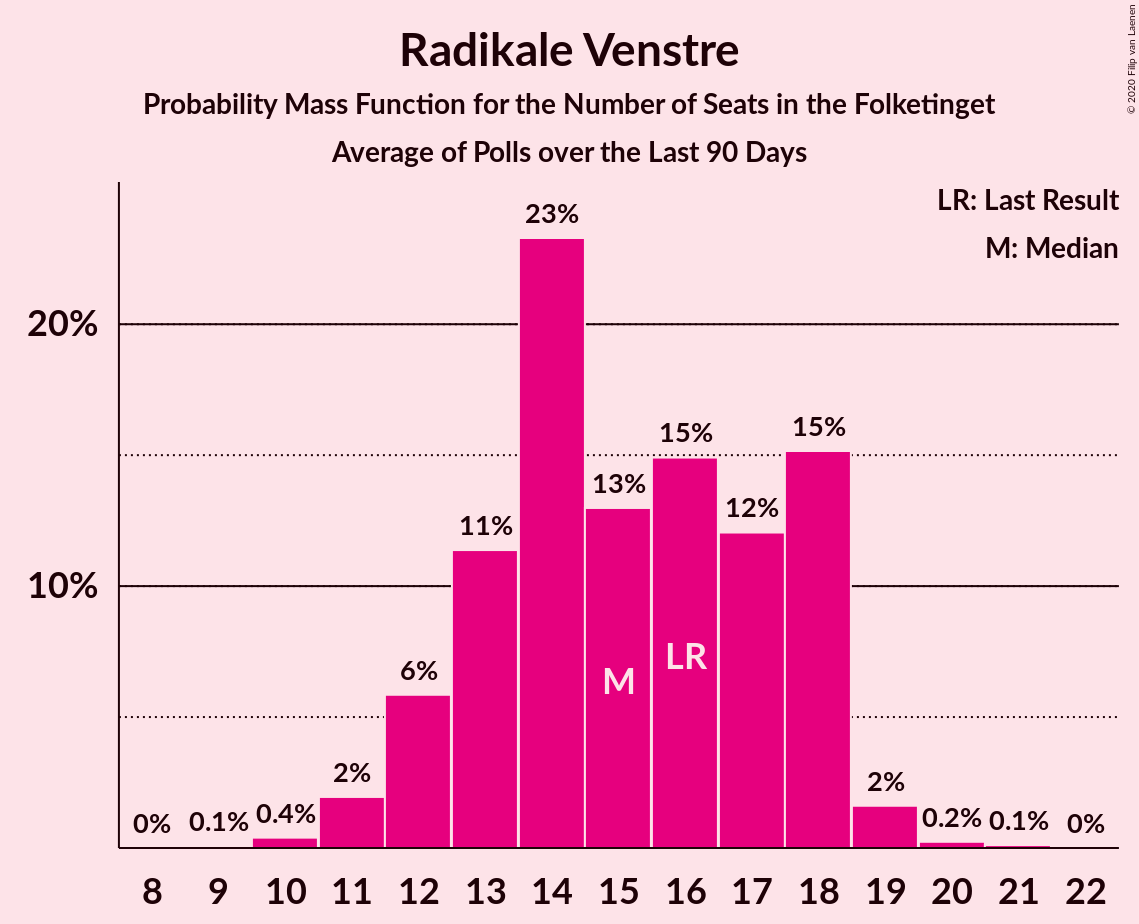 Radikale Venstre
Probability Mass Function for the Number of Seats in the Folketinget
Average of Polls over the Last 90 Days
© 2020 Filip van Laenen
LR: Last Result
M: Median
23%
20%
15%
15%
13%
12%
11%
10%
LR
M
6%
2%
2%
0%
0.1%
0.4%
0.2%
0.1%
0%
8 9 10 11 12 13 14 15 16 17 18 19 20 21 22